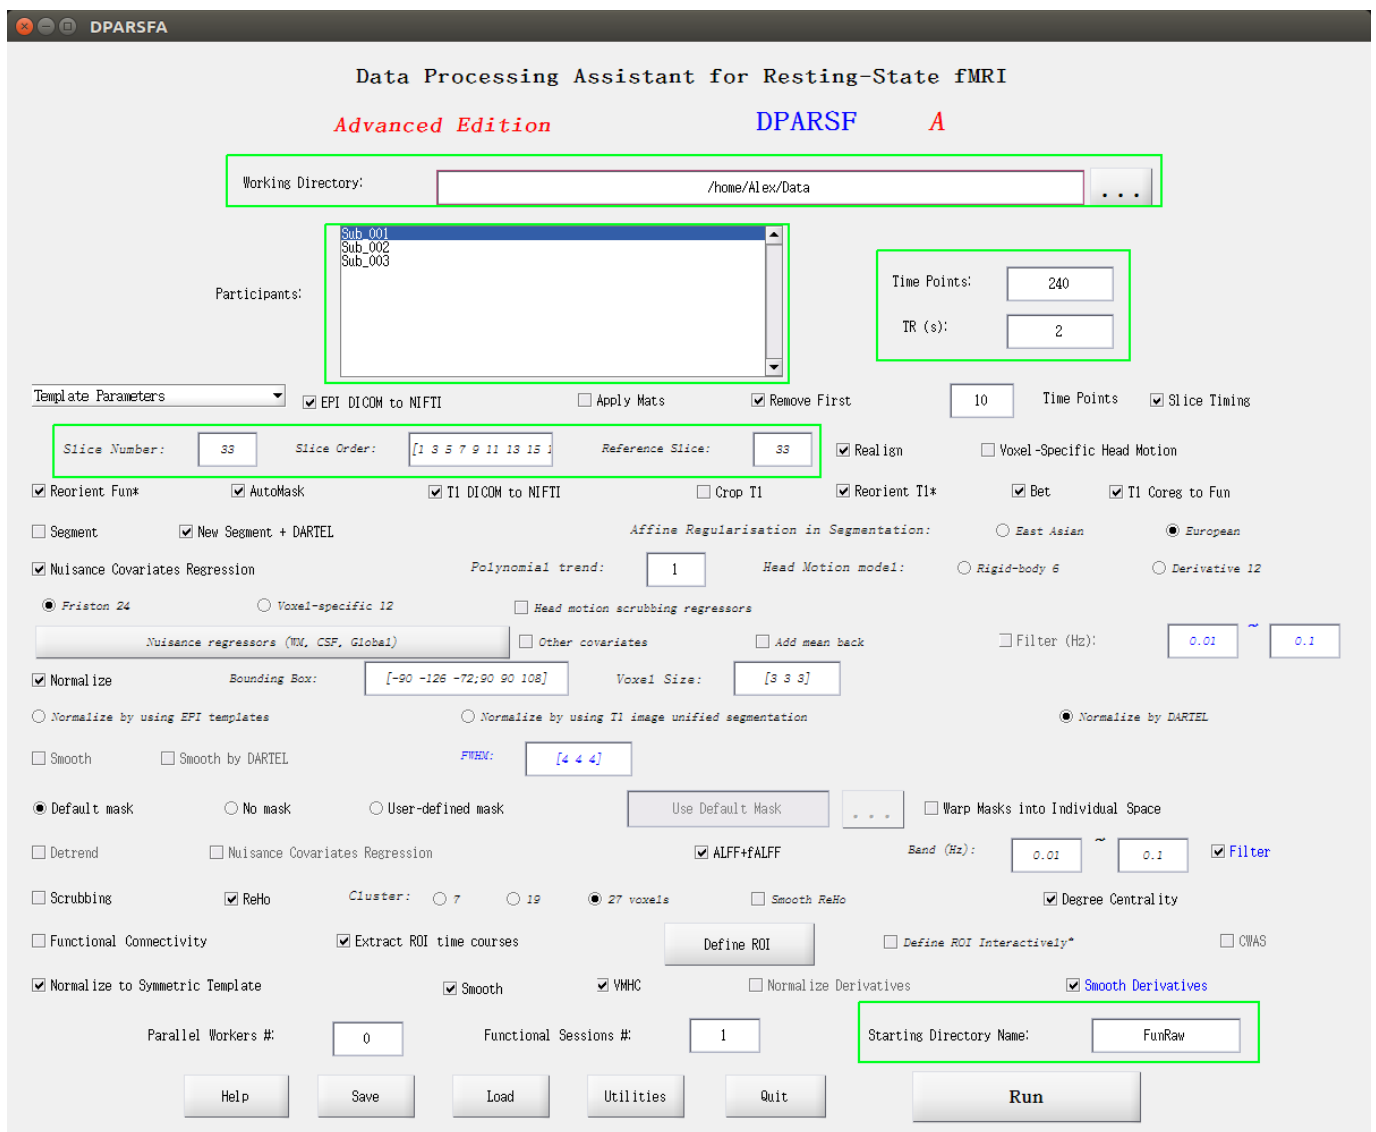 DPARSFA
Data Processing Assistant for Resting-State fMRI
Advanced Edition DPARSF A
Working Directory: /home/Alex/Data ...
Sub_001
Sub_002
Sub_003
Participants:
Time Points: 240
TR (s): 2
Template Parameters EPI DICOM to NIFTI Apply Mats Remove First 10 Time Points Slice Timing
Slice Number: 33 Slice Order: [1 3 5 7 9 11 13 15 1 Reference Slice: 33 Realign Voxel-Specific Head Motion
Reorient Fun* AutoMask T1 DICOM to NIFTI Crop T1 Reorient T1* Bet T1 Coreg to Fun
Segment New Segment + DARTEL Affine Regularisation in Segmentation: East Asian European
Nuisance Covariates Regression Polynomial trend: 1 Head Motion model: Rigid-body 6 Derivative 12
Friston 24 Voxel-specific 12 Head motion scrubbing regressors
Nuisance regressors (WM, CSF, Global) Other covariates Add mean back Filter (Hz): 0.01 ~ 0.1
Normalize Bounding Box: [-90 -126 -72;90 90 108] Voxel Size: [3 3 3]
Normalize by using EPI templates Normalize by using T1 image unified segmentation Normalize by DARTEL
Smooth Smooth by DARTEL FWHM: [4 4 4]
Default mask No mask User-defined mask Use Default Mask ... Warp Masks into Individual Space
Detrend Nuisance Covariates Regression ALFF+fALFF Band (Hz): 0.01 ~ 0.1 Filter
Scrubbing ReHo Cluster: 7 19 27 voxels Smooth ReHo Degree Centrality
Functional Connectivity Extract ROI time courses Define ROI Define ROI Interactively* CWAS
Normalize to Symmetric Template Smooth VMHC Normalize Derivatives Smooth Derivatives
Parallel Workers #: 0 Functional Sessions #: 1 Starting Directory Name: FunRaw
Help Save Load Utilities Quit Run